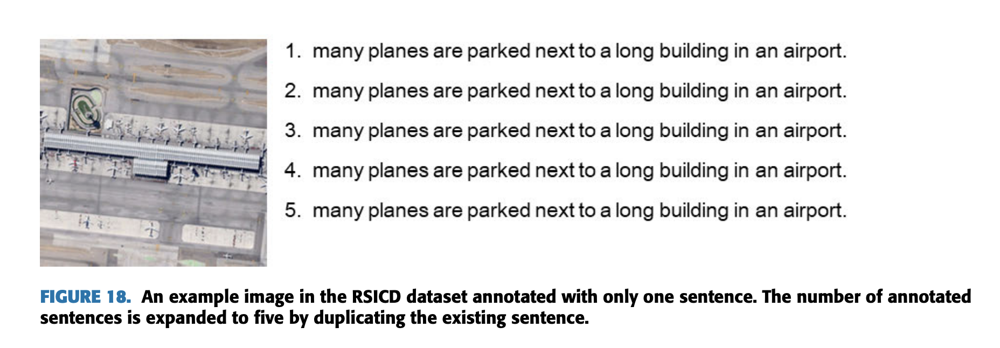 1. many planes are parked next to a long building in an airport.
2. many planes are parked next to a long building in an airport.
3. many planes are parked next to a long building in an airport.
4. many planes are parked next to a long building in an airport.
5. many planes are parked next to a long building in an airport.
FIGURE 18. An example image in the RSICD dataset annotated with only one sentence. The number of annotated
sentences is expanded to five by duplicating the existing sentence.